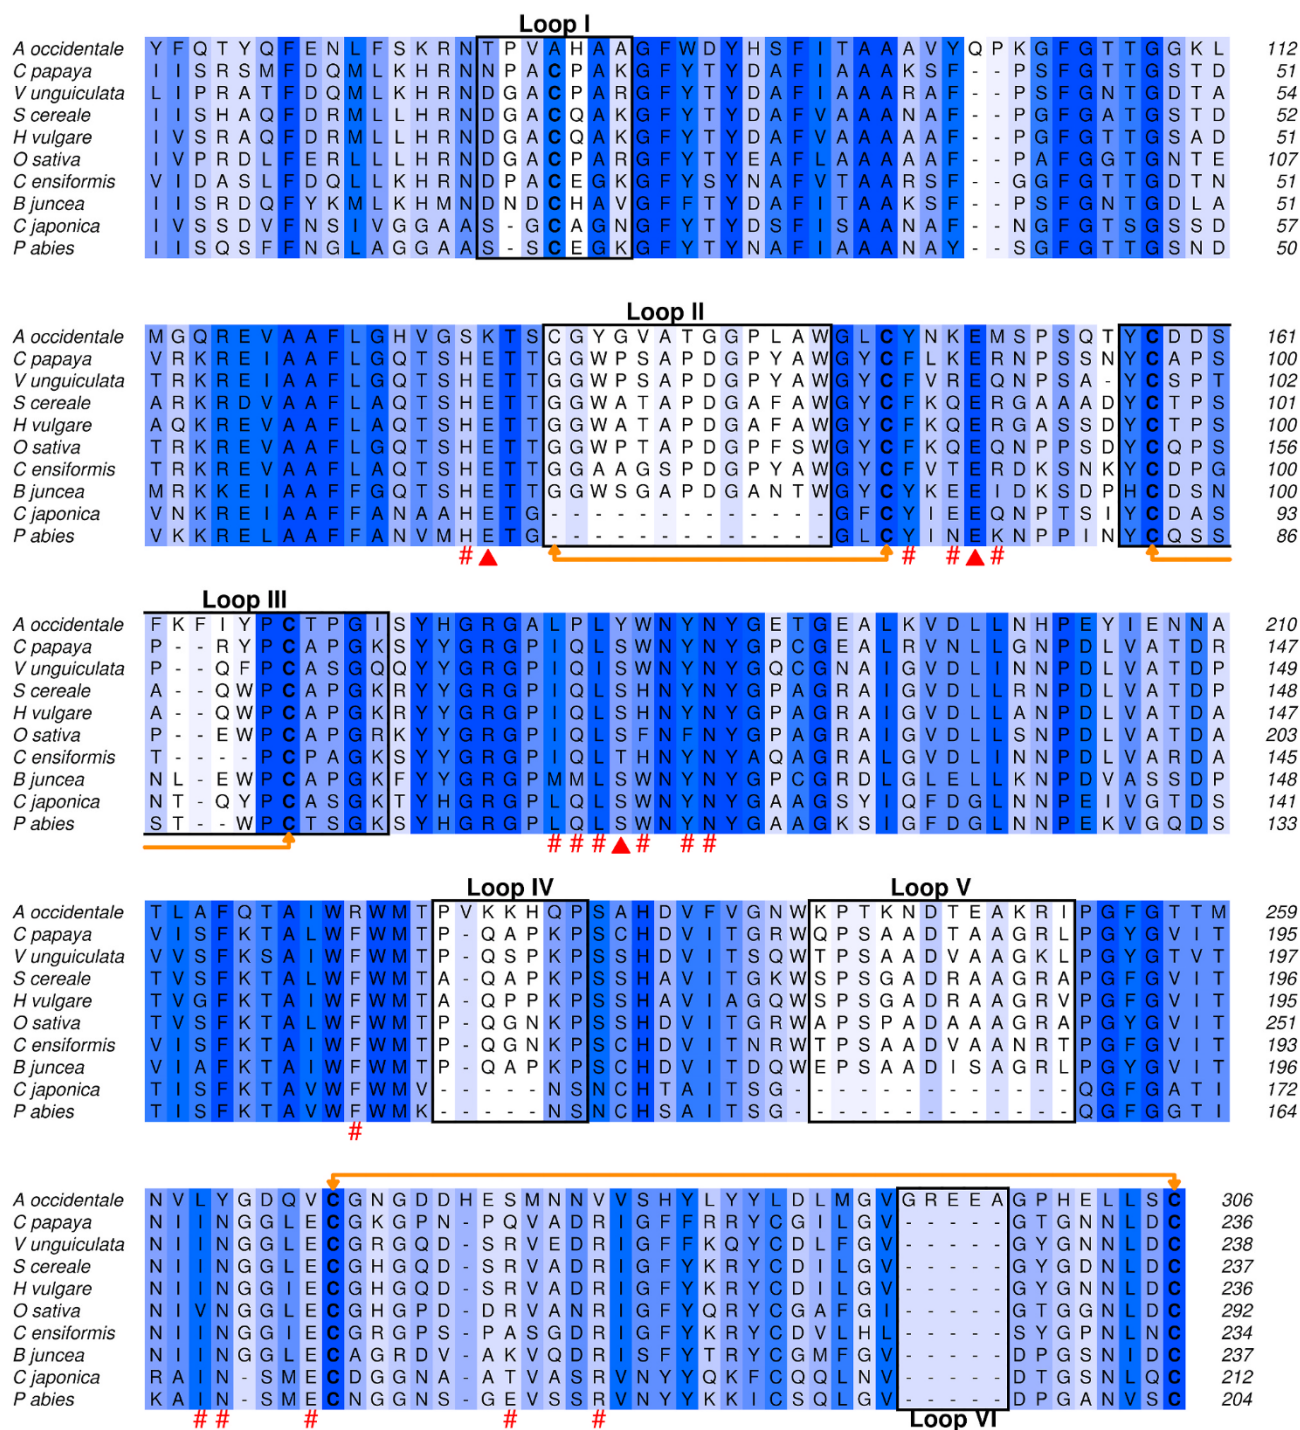 Loop I
A occidentale Y F Q T Y Q F E N L F S K R N T P V A H A A G F W D Y H S F I T A A A V Y Q P K G F G T T G G K L 112
C papaya I I S R S M F D Q M L K H R N N P A C P A K G F Y T Y D A F I A A A K S F - - P S F G T T G S T D 51
V unguiculata L I P R A T F D Q M L K H R N D G A C P A R G F Y T Y D A F I A A A R A F - - P S F G N T G D T A 54
S cereale I I S H A Q F D R M L L H R N D G A C Q A K G F Y T Y D A F V A A A N A F - - P G F G A T G S T D 52
H vulgare I V S R A Q F D R M L L H R N D G A C Q A K G F Y T Y D A F V A A A A A F - - P G F G T T G S A D 51
O sativa I V P R D L F E R L L L H R N D G A C P A R G F Y T Y E A F L A A A A A F - - P A F G G T G N T E 107
C ensiformis V I D A S L F D Q L L K H R N D P A C E G K G F Y S Y N A F V T A A R S F - - G G F G T T G D T N 51
B juncea I I S R D Q F Y K M L K H M N D N D C H A V G F F T Y D A F I T A A K S F - - P S F G N T G D L A 51
C japonica I V S S D V F N S I V G G A A S - G C A G N G F Y T Y D A F I S A A N A F - - N G F G T S G S S D 57
P abies I I S Q S F F N G L A G G A A S - S C E G K G F Y T Y N A F I A A A N A Y - - S G F G T T G S N D 50
Loop II
A occidentale M G Q R E V A A F L G H V G S K T S C G Y G V A T G G P L A W G L C Y N K E M S P S Q T Y C D D S 161
C papaya V R K R E L A A F L G Q T S H E T T G G W P S A P D G P Y A W G Y C F L K E R N P S S N Y C A P S 100
V unguiculata T R K R E I A A F L G Q T S H E T T G G W P S A P D G P Y A W G Y C F V R E Q N P S A - Y C S P T 102
S cereale A R K R D V A A F L A Q T S H E T T G G W A T A P D G A F A W G Y C F K Q E R G A A A D Y C T P S 101
H vulgare A Q K R E V A A F L A Q T S H E T T G G W A T A P D G A F A W G Y C F K Q E R G A S S D Y C T P S 100
O sativa T R K R E V A A F L G Q T S H E T T G G W P T A P D G P F S W G Y C F K Q E Q N P P S D Y C Q P S 156
C ensiformis T R K R E V A A F L A Q T S H E T T G G A A G S P D G P Y A W G Y C F V T E R D K S N K Y C D P G 100
B juncea M R K K E I A A F F G Q T S H E T T G G W S G A P D G A N T W G Y C Y K E E I D K S D P H C D S N 100
C japonica V N K R E I A A F F A N A A H E T G - - - - - - - - - - - - - G F C Y I E E Q N P T S I Y C D A S 93
P abies V K K R E L A A F F A N V M H E T G - - - - - - - - - - - - - G L C Y I N E K N P P I N Y C Q S S 86
# # # #
Loop III
A occidentale F K F I Y P C T P G I S Y H G R G A L P L Y W N Y N Y G E T G E A L K V D L L N H P E Y I E N N A 210
C papaya P - - R Y P C A P G K S Y Y G R G P I Q L S W N Y N Y G P C G E A L R V N L L G N P D L V A T D R 147
V unguiculata P - - Q F P C A S G Q Q Y Y G R G P I Q I S W N Y N Y G Q C G N A I G V D L I N N P D L V A T D A 149
S cereale A - - Q W P C A P G K R Y Y G R G P I Q L S H N Y N Y G P A G R A I G V D L L R N P D L V A T D P 148
H vulgare A - - Q W P C A P G K R Y Y G R G P I Q L S H N Y N Y G P A G R A I G V D L L A N P D L V A T D A 147
O sativa P - - E W P C A P G R K Y Y G R G P I Q L S F N F N Y G P A G R A I G V D L L S N P D L V A T D A 203
C ensiformis T - - - - P C P A G K S Y Y G R G P I Q L T H N Y N Y A Q A G R A L G V D L I N N P D L V A R D A 145
B juncea N L - E W P C A P G K F Y Y G R G P M M L S W N Y N Y G P C G R D L G L E L L K N P D V A S S D P 148
C japonica N T - Q Y P C A S G K T Y H G R G P L Q L S W N Y N Y G A A G S Y I Q F D G L N N P E I V G T D S 141
P abies S T - - W P C T S G K S Y H G R G P L Q L S W N Y N Y G A A G K S I G F D G L N N P E K V G Q D S 133
# # # # # #
Loop IV Loop V
A occidentale T L A F Q T A I W R W M T P V K K H Q P S A H D V F V G N W K P T K N D T E A K R I P G F G T T M 259
C papaya V I S F K T A L W F W M T P - Q A P K P S C H D V I T G R W Q P S A A D T A A G R L P G Y G V I T 195
V unguiculata V V S F K S A I W F W M T P - Q S P K P S S H D V I T S Q W T P S A A D V A A G K L P G Y G T V T 197
S cereale T V S F K T A L W F W M T A - Q A P K P S S H A V I T G K W S P S G A D R A A G R A P G F G V I T 196
H vulgare T V G F K T A I W F W M T A - Q P P K P S S H A V I A G Q W S P S G A D R A A G R V P G F G V I T 195
O sativa T V S F K T A L W F W M T P - Q G N K P S S H D V I T G R W A P S P A D A A A G R A P G Y G V I T 251
C ensiformis V I S F K T A I W F W M T P - Q G N K P S C H D V I T N R W T P S A A D V A A N R T P G F G V I T 193
B juncea V I A F K T A I W F W M T P - Q A P K P S C H D V I T D Q W E P S A A D I S A G R L P G Y G V I T 196
C japonica T I S F K T A V W F W M V - - - - - N S N C H T A I T S G - - - - - - - - - - - - - Q G F G A T I 172
P abies T I S F K T A V W F W M K - - - - - N S N C H S A I T S G - - - - - - - - - - - - - Q G F G G T I 164
#
A occidentale N V L Y G D Q V C G N G D D H E S M N N V V S H Y L Y Y L D L M G V G R E E A G P H E L L S C 306
C papaya N I I N G G L E C G K G P N - P Q V A D R I G F F R R Y C G I L G V - - - - - G T G N N L D C 236
V unguiculata N I I N G G L E C G R G Q D - S R V E D R I G F F K Q Y C D L F G V - - - - - G Y G N N L D C 238
S cereale N I I N G G L E C G H G Q D - S R V A D R I G F Y K R Y C D I L G V - - - - - G Y G D N L D C 237
H vulgare N I I N G G I E C G H G Q D - S R V A D R I G F Y K R Y C D I L G V - - - - - G Y G N N L D C 236
O sativa N I V N G G L E C G H G P D - D R V A N R I G F Y Q R Y C G A F G I - - - - - G T G G N L D C 292
C ensiformis N I I N G G I E C G R G P S - P A S G D R I G F Y K R Y C D V L H L - - - - - S Y G P N L N C 234
B juncea N I I N G G L E C A G R D V - A K V Q D R I S F Y T R Y C G M F G V - - - - - D P G S N I D C 237
C japonica R A I N - S M E C D G G N A - A T V A S R V N Y Y Q K F C Q Q L N V - - - - - D T G S N L Q C 212
P abies K A I N - S M E C N G G N S G E V S S R V N Y Y K K I C S Q L G V - - - - - D P G A N V S C 204
# # # # #
Loop VI